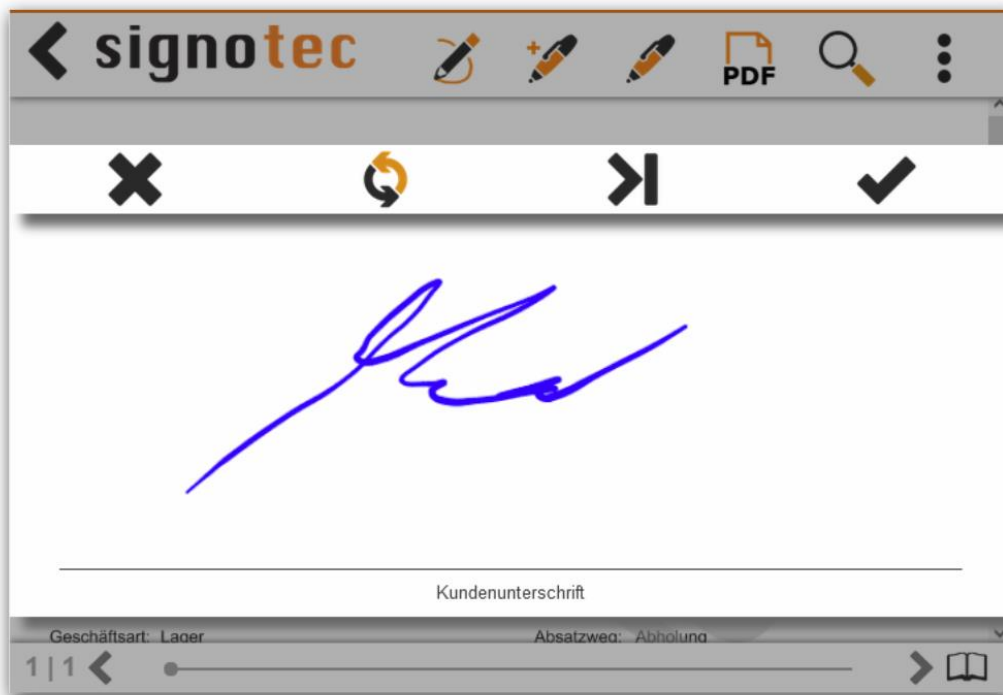 signotec
PDF
Kundenunterschrift
Geschäftsart: Lager Absatzweg: Abholung
1 | 1